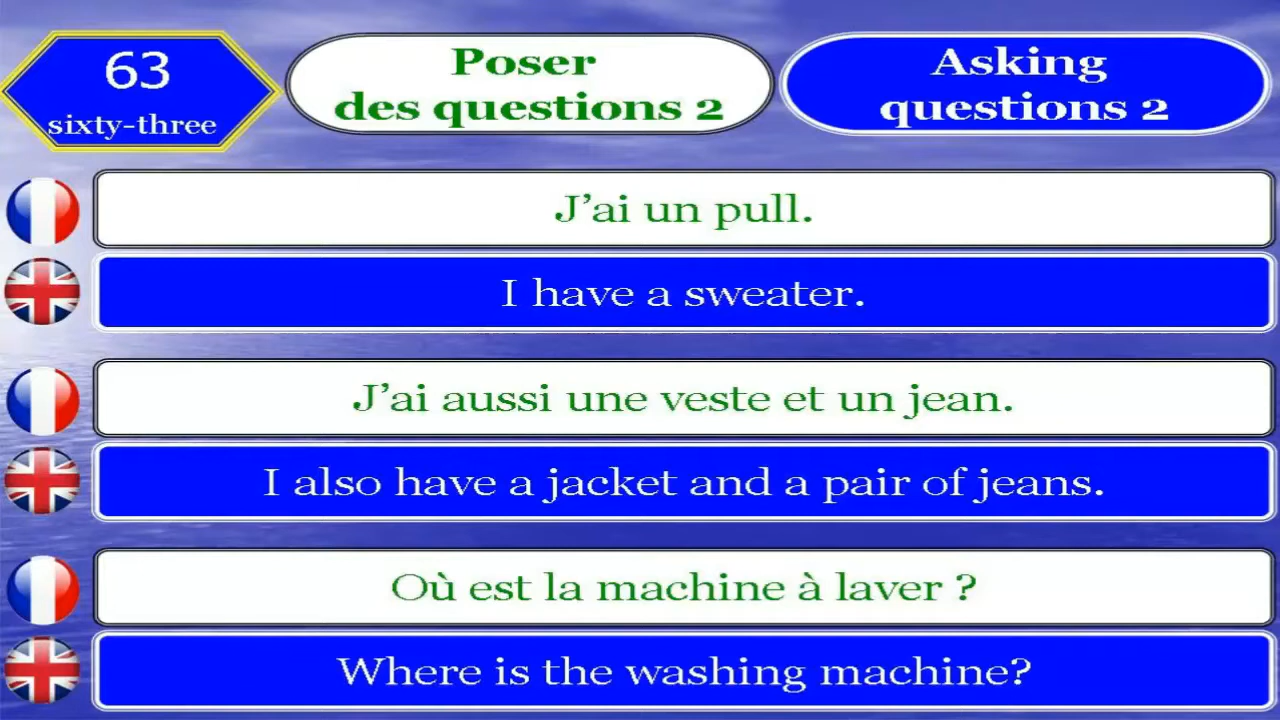 63
sixty-three
Poser
des questions 2
Asking
questions 2
J’ai un pull.
I have a sweater.
J’ai aussi une veste et un jean.
I also have a jacket and a pair of jeans.
Où est la machine à laver ?
Where is the washing machine?